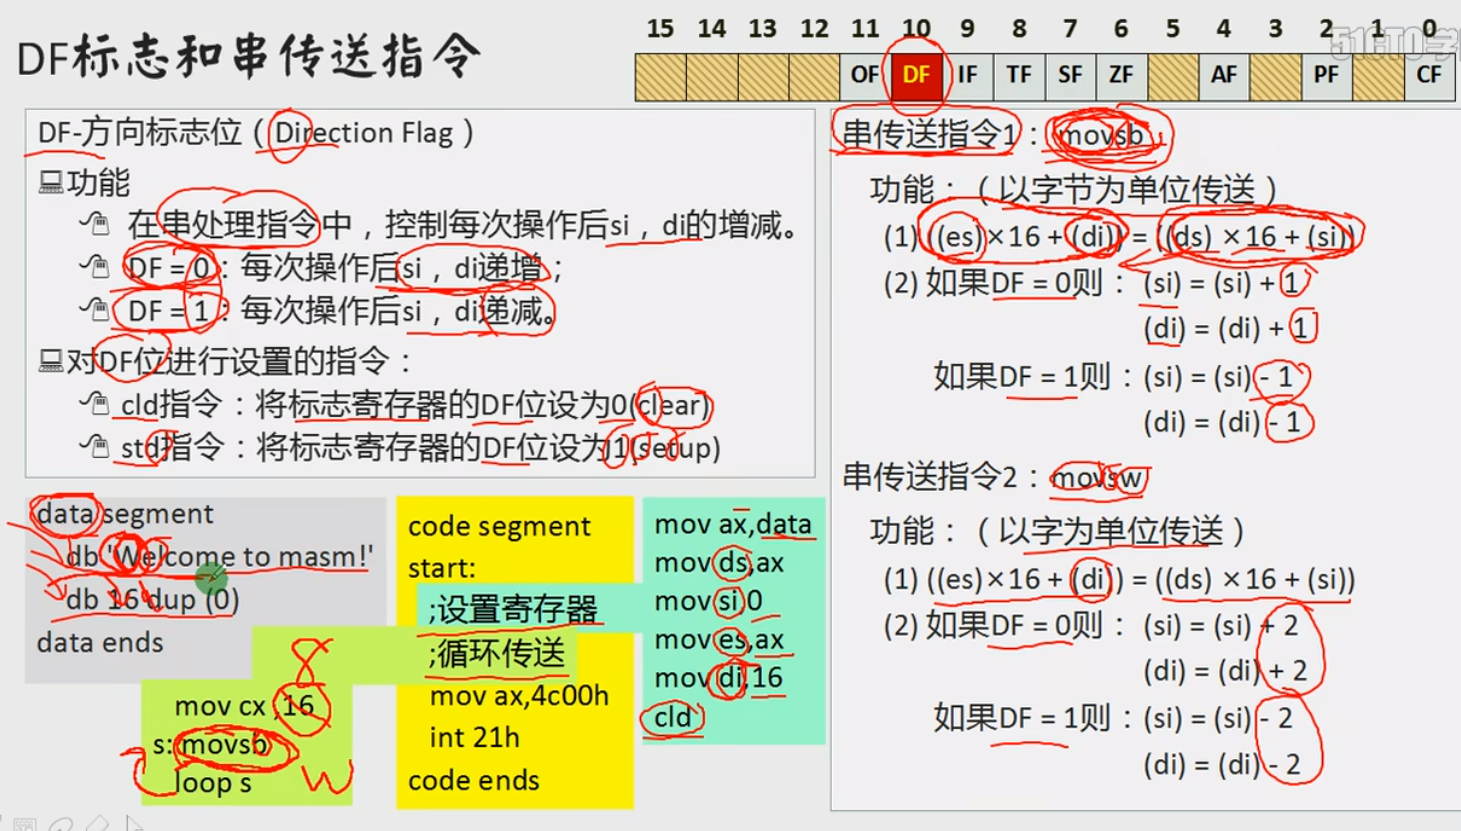 DF标志和串传送指令
15 14 13 12 11 10 9 8 7 6 5 4 3 2 1 0
51CTO学
OF DF IF TF SF ZF AF PF CF
DF-方向标志位（Direction Flag）
功能
在串处理指令中，控制每次操作后si，di的增减。
DF = 0：每次操作后si，di递增；
DF = 1：每次操作后si，di递减。
对DF位进行设置的指令：
cld指令：将标志寄存器的DF位设为0(clear)
std指令：将标志寄存器的DF位设为1(setup)
data segment
db 'Welcome to masm!'
db 16 dup (0)
data ends
8
mov cx ,16
s: movsb
loop s
W
code segment
start:
;设置寄存器
;循环传送
mov ax,4c00h
int 21h
code ends
mov ax,data
mov ds,ax
mov si,0
mov es,ax
mov di,16
cld
串传送指令1：movsb
功能：（以字节为单位传送）
(1) ((es)×16 + (di)) = ((ds) ×16 + (si))
(2) 如果DF = 0则： (si) = (si) + 1
(di) = (di) + 1
如果DF = 1则：(si) = (si) - 1
(di) = (di) - 1
串传送指令2：movsw
功能：（以字为单位传送）
(1) ((es)×16 + (di)) = ((ds) ×16 + (si))
(2) 如果DF = 0则： (si) = (si) + 2
(di) = (di) + 2
如果DF = 1则：(si) = (si) - 2
(di) = (di) - 2